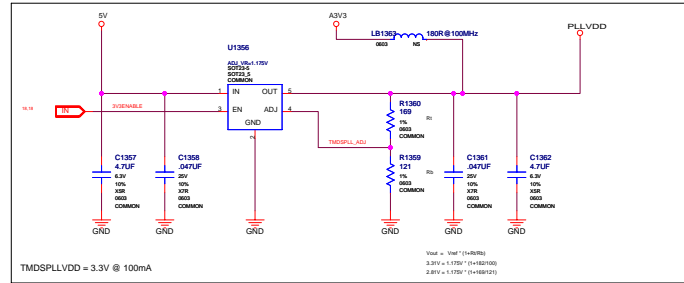 5V
A3V3
LB1363
180R@100MHz
0603
NS
PLLVDD
U1356
ADJ_VR=1.175V
SOT23-5
SOT23_5
COMMON
1
IN
OUT
5
3
EN
ADJ
4
GND
2
IN
3V3ENABLE
TMDSPLL_ADJ
R1360
169
1%
0603
COMMON
Rt
R1359
121
1%
0603
COMMON
Rb
C1357
4.7UF
6.3V
10%
X5R
0603
COMMON
C1358
.047UF
25V
10%
X7R
0603
COMMON
C1361
.047UF
25V
10%
X7R
0603
COMMON
C1362
4.7UF
6.3V
10%
X5R
0603
COMMON
GND
GND
GND
GND
GND
GND
TMDSPLLVDD = 3.3V @ 100mA
Vout = Vref * (1+Rt/Rb)
3.31V = 1.175V * (1+182/100)
2.81V = 1.175V * (1+169/121)